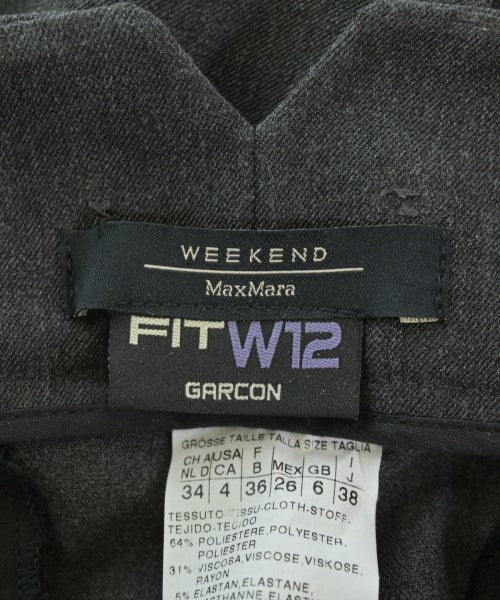 WEEKEND
MaxMara
FIT W12
GARCON
GRÖSSE TAILLE TALLA SIZE TAGLIA
CH AUSA F I
NL D CA B MEX GB J
34 4 36 26 6 38
TESSUTO-TISSU-CLOTH-STOFF
TEJIDO-TECIDO
64% POLIESTERE,POLYESTER,
POLIESTER
31% VISCOSA,VISCOSE,VISKOSE,
RAYON
5% ELASTAN,ELASTANE